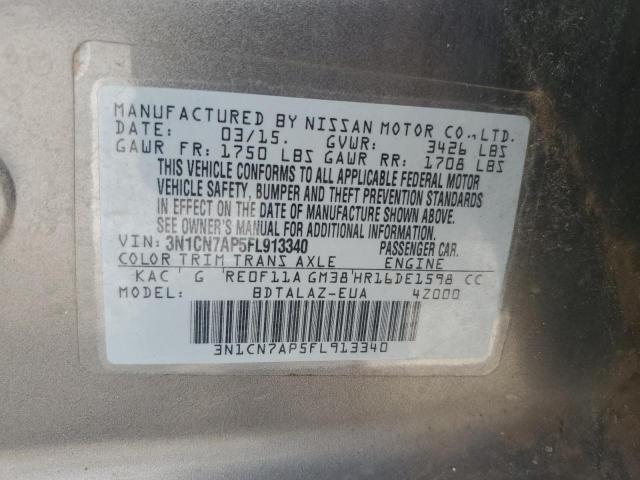 MANUFACTURED BY NISSAN MOTOR CO.,LTD.
DATE: 03/15. GVWR: 3426 LBS
GAWR FR: 1750 LBS GAWR RR: 1708 LBS
THIS VEHICLE CONFORMS TO ALL APPLICABLE FEDERAL MOTOR
VEHICLE SAFETY, BUMPER AND THEFT PREVENTION STANDARDS
IN EFFECT ON THE DATE OF MANUFACTURE SHOWN ABOVE.
SEE OWNER'S MANUAL FOR ADDITIONAL INFORMATION.
VIN: 3N1CN7AP5FL913340 PASSENGER CAR.
COLOR TRIM TRANS AXLE ENGINE
KAC G RE0F11A GM38 HR16DE1598 CC
MODEL: BDTALAZ-EUA 4Z000
3N1CN7AP5FL913340